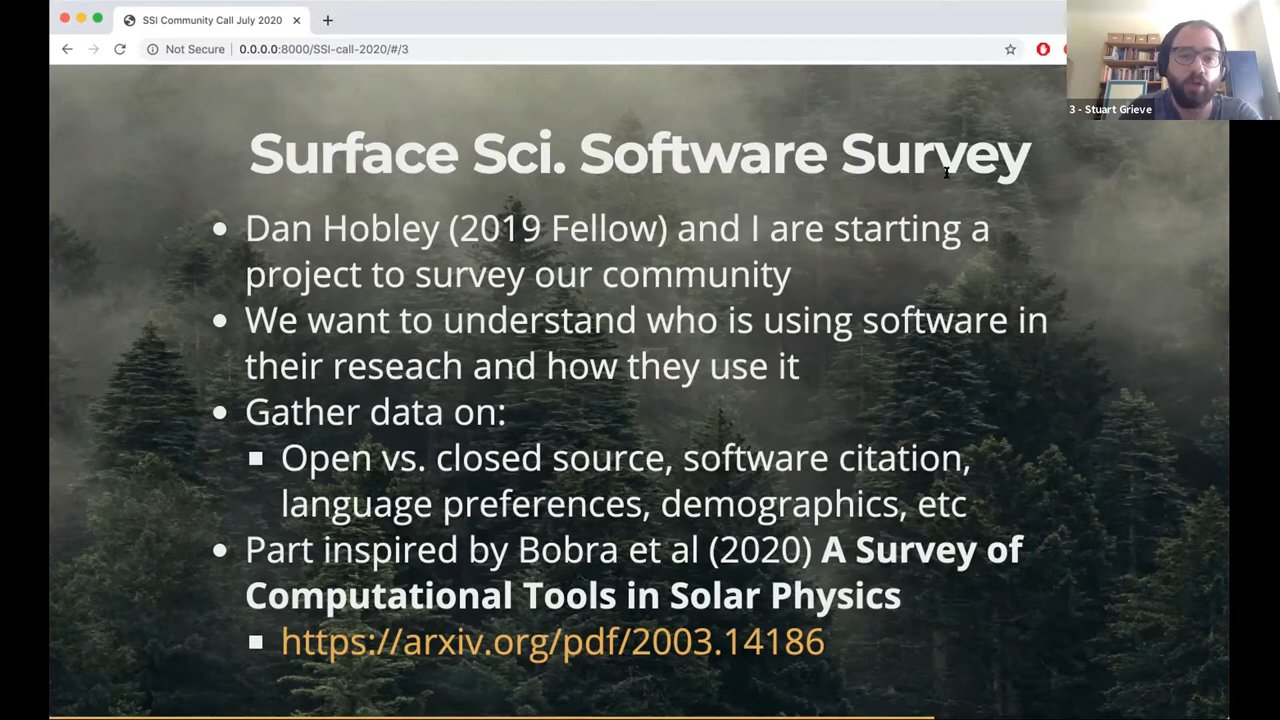 SSI Community Call July 2020
Not Secure 0.0.0.0:8000/SSI-call-2020/#/3
3 - Stuart Grieve
Surface Sci. Software Survey
Dan Hobley (2019 Fellow) and I are starting a
project to survey our community
We want to understand who is using software in
their reseach and how they use it
Gather data on:
Open vs. closed source, software citation,
language preferences, demographics, etc
Part inspired by Bobra et al (2020) A Survey of
Computational Tools in Solar Physics
https://arxiv.org/pdf/2003.14186